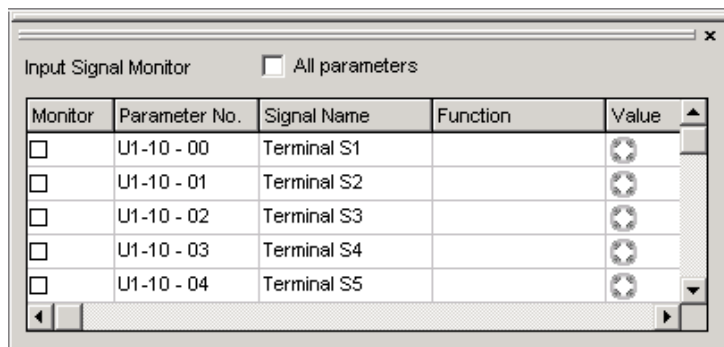 Input Signal Monitor All parameters
Monitor Parameter No. Signal Name Function Value
U1-10 - 00 Terminal S1
U1-10 - 01 Terminal S2
U1-10 - 02 Terminal S3
U1-10 - 03 Terminal S4
U1-10 - 04 Terminal S5